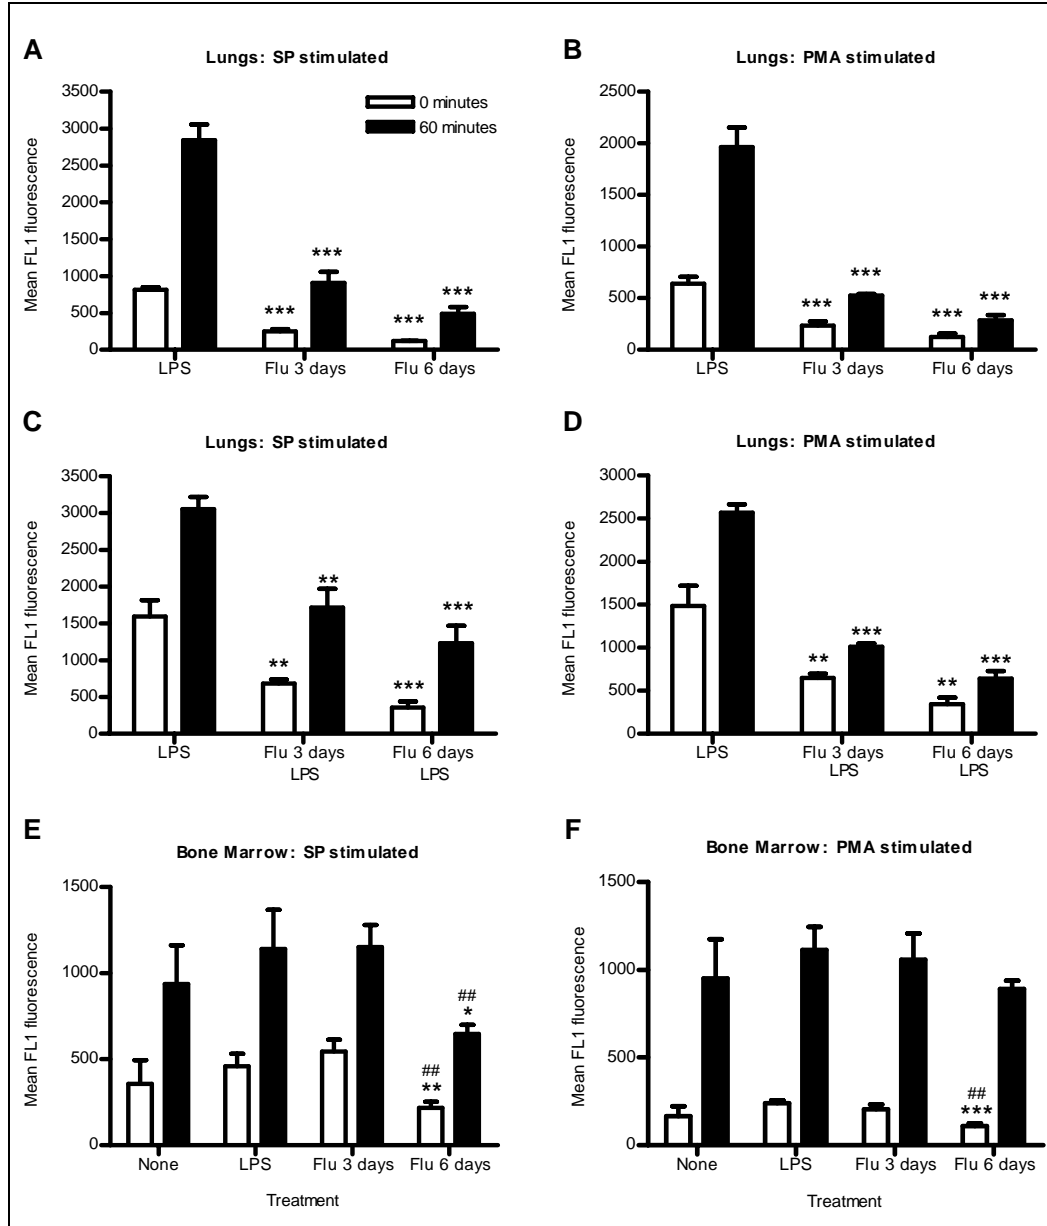 A
Lungs: SP stimulated
Mean FL1 fluorescence
3500
3000
2500
2000
1500
1000
500
0
0 minutes
60 minutes
***
***
***
***
LPS
Flu 3 days
Flu 6 days
B
Lungs: PMA stimulated
Mean FL1 fluorescence
2500
2000
1500
1000
500
0
***
***
***
***
LPS
Flu 3 days
Flu 6 days
C
Lungs: SP stimulated
Mean FL1 fluorescence
3500
3000
2500
2000
1500
1000
500
0
**
**
***
***
LPS
Flu 3 days
LPS
Flu 6 days
LPS
D
Lungs: PMA stimulated
Mean FL1 fluorescence
3000
2500
2000
1500
1000
500
0
**
***
**
***
LPS
Flu 3 days
LPS
Flu 6 days
LPS
E
Bone Marrow: SP stimulated
Mean FL1 fluorescence
1500
1000
500
0
##
**
##
*
None
LPS
Flu 3 days
Flu 6 days
Treatment
F
Bone Marrow: PMA stimulated
Mean FL1 fluorescence
1500
1000
500
0
##
***
None
LPS
Flu 3 days
Flu 6 days
Treatment